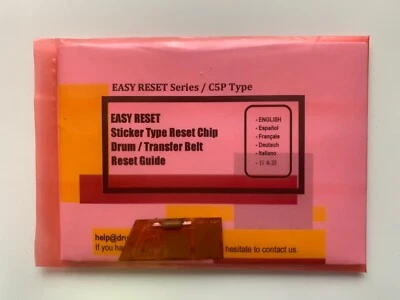 EASY RESET Series / C5P Type
EASY RESET
Sticker Type Reset Chip
Drum / Transfer Belt
Reset Guide
- ENGLISH
- Español
- Français
- Deutsch
- Italiano
help@dru
If you ha hesitate to contact us.